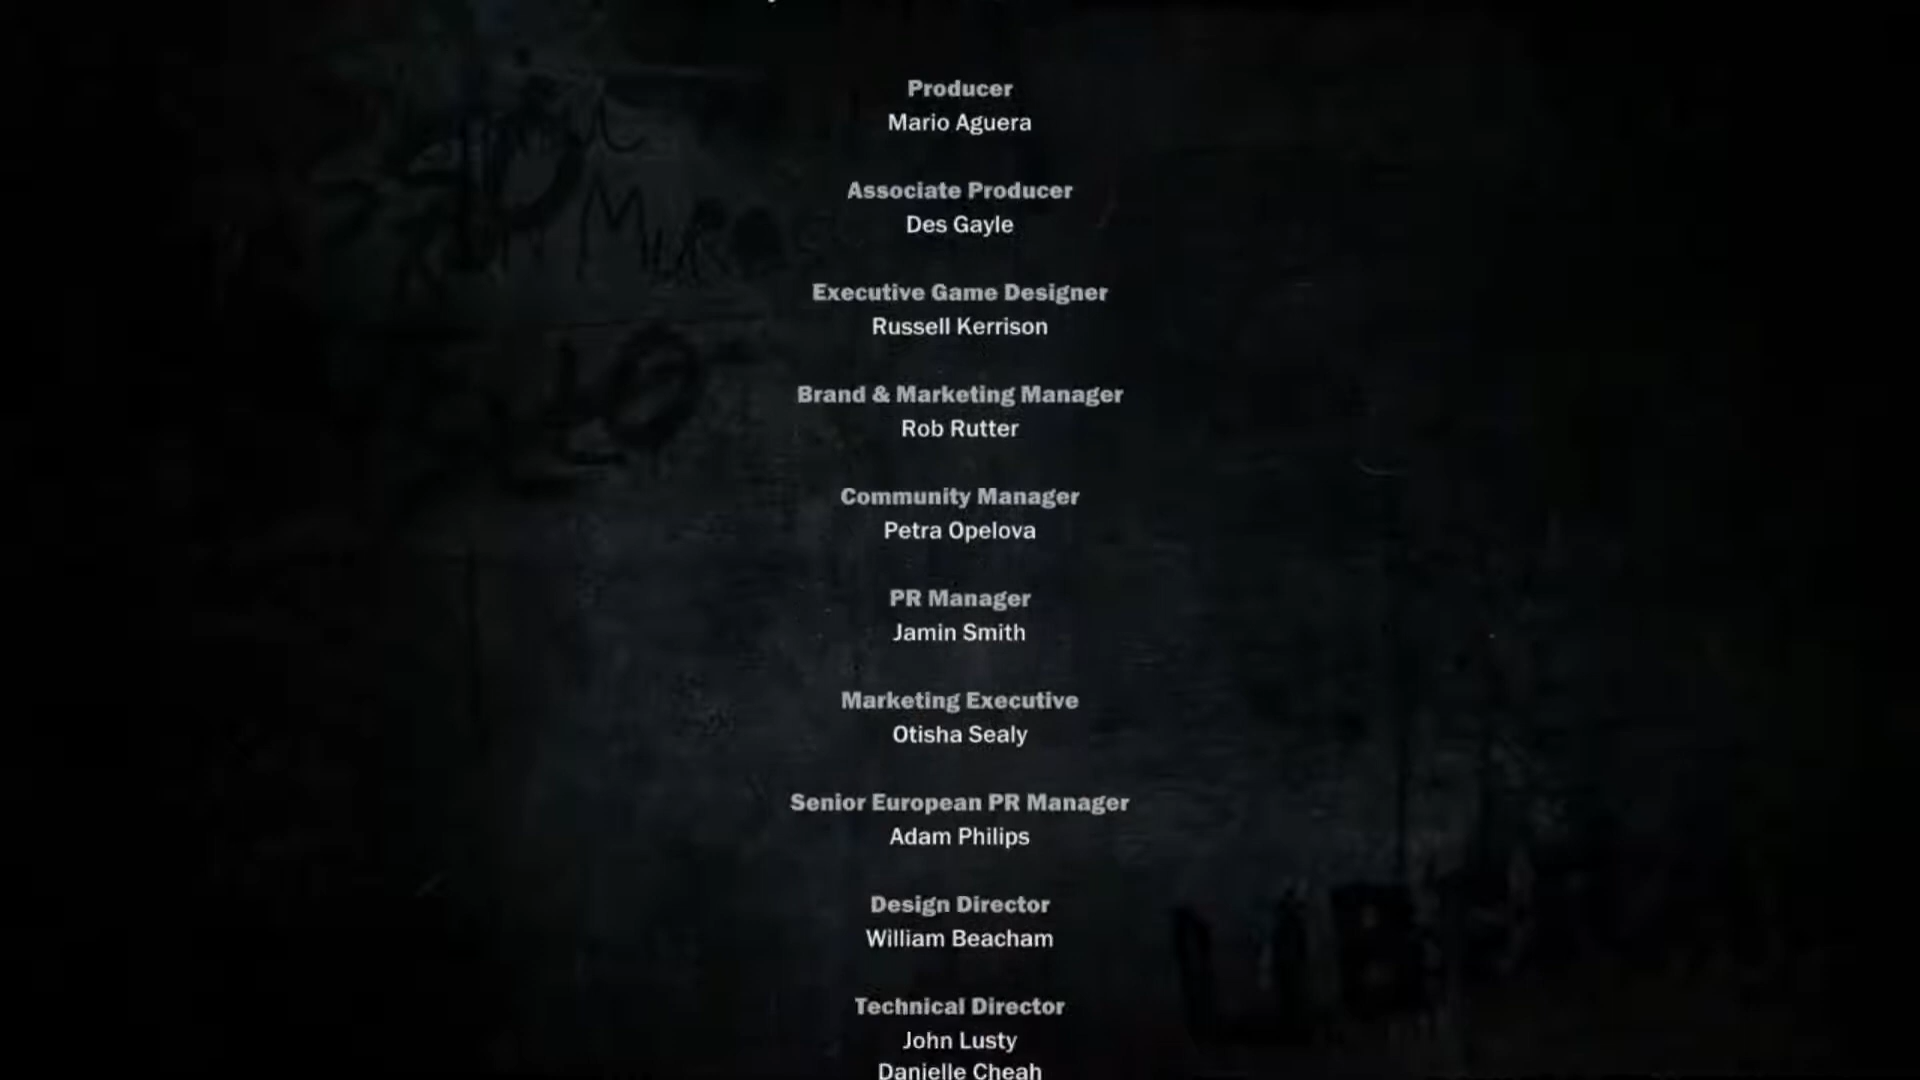 Producer
Mario Aguera
Associate Producer
Des Gayle
Executive Game Designer
Russell Kerrison
Brand & Marketing Manager
Rob Rutter
Community Manager
Petra Opelova
PR Manager
Jamin Smith
Marketing Executive
Otisha Sealy
Senior European PR Manager
Adam Philips
Design Director
William Beacham
Technical Director
John Lusty
Danielle Cheah